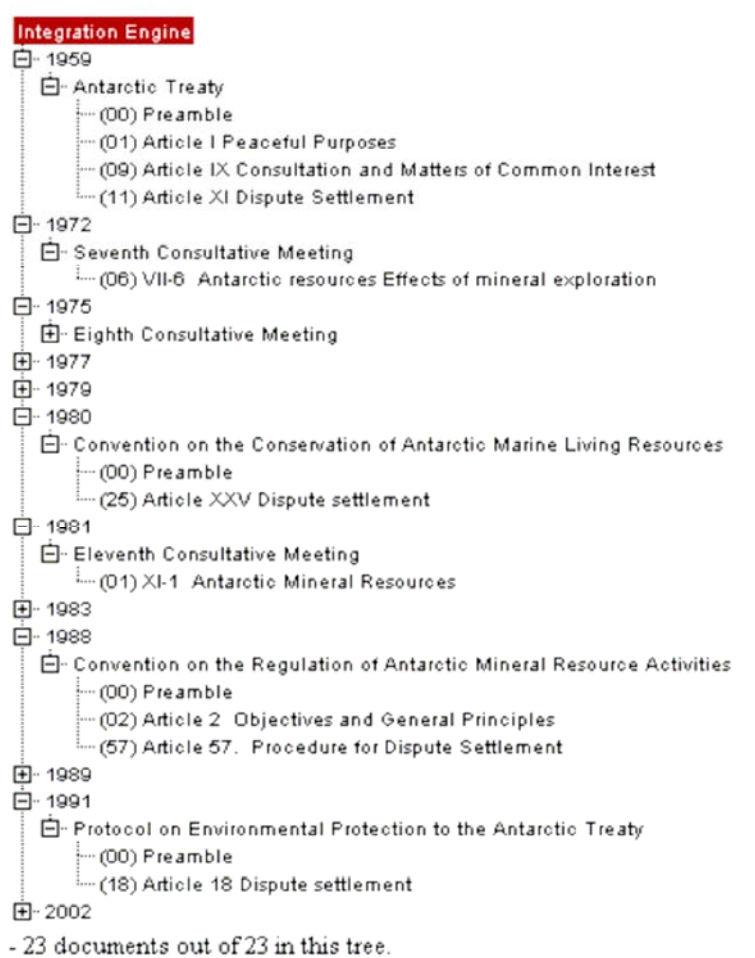 Integration Engine
1959
Antarctic Treaty
(00) Preamble
(01) Article I Peaceful Purposes
(09) Article IX Consultation and Matters of Common Interest
(11) Article XI Dispute Settlement
1972
Seventh Consultative Meeting
(06) VII-6 Antarctic resources Effects of mineral exploration
1975
Eighth Consultative Meeting
1977
1979
1980
Convention on the Conservation of Antarctic Marine Living Resources
(00) Preamble
(25) Article XXV Dispute settlement
1981
Eleventh Consultative Meeting
(01) XI-1 Antarctic Mineral Resources
1983
1988
Convention on the Regulation of Antarctic Mineral Resource Activities
(00) Preamble
(02) Article 2 Objectives and General Principles
(57) Article 57. Procedure for Dispute Settlement
1989
1991
Protocol on Environmental Protection to the Antarctic Treaty
(00) Preamble
(18) Article 18 Dispute settlement
2002
- 23 documents out of 23 in this tree.